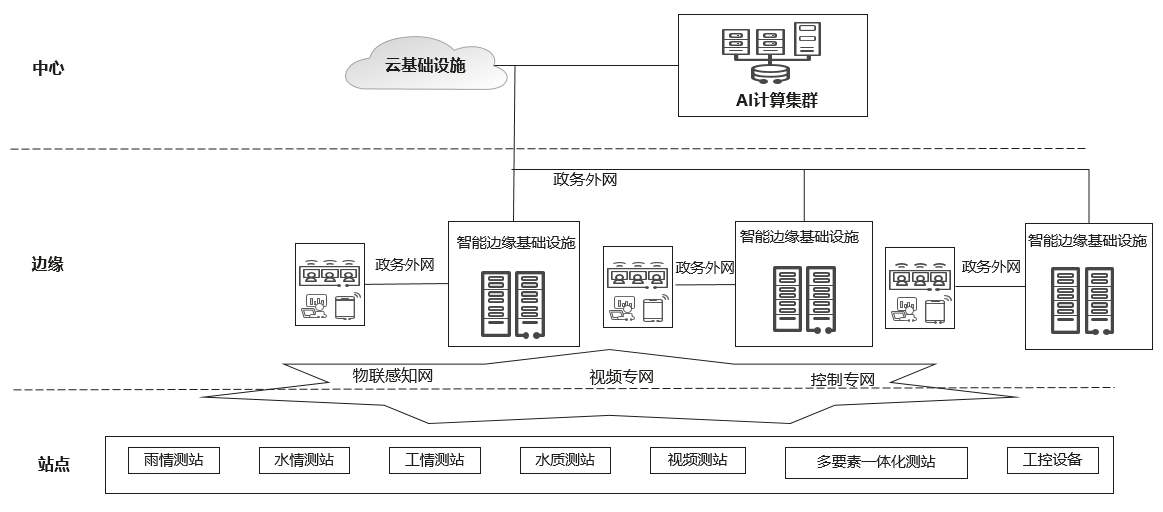 中心
云基础设施
AI计算集群
政务外网
边缘
政务外网
智能边缘基础设施
政务外网
智能边缘基础设施
政务外网
智能边缘基础设施
物联感知网
视频专网
控制专网
站点
雨情测站
水情测站
工情测站
水质测站
视频测站
多要素一体化测站
工控设备